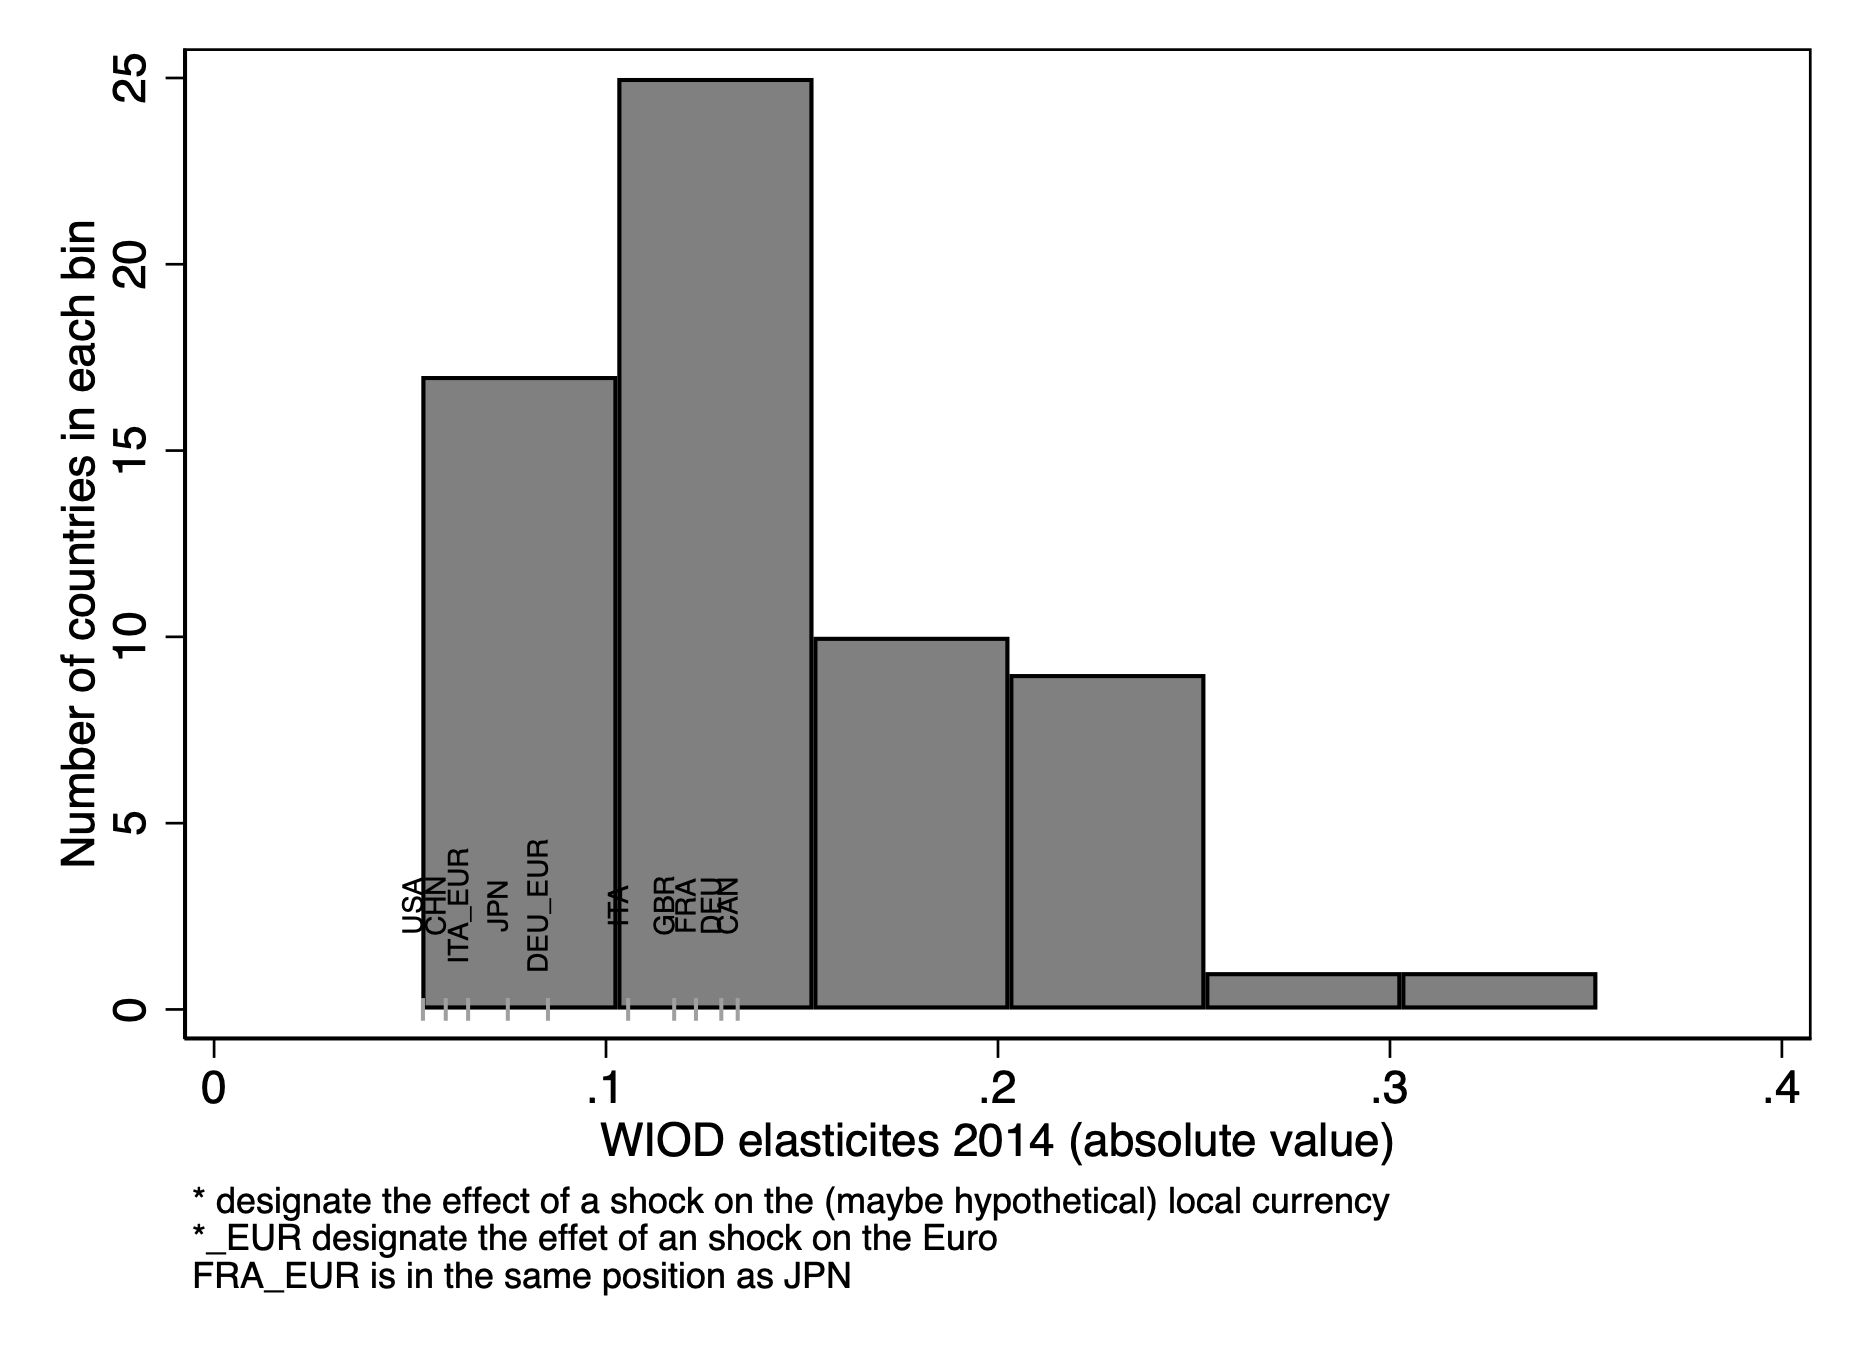 Number of countries in each bin
25
20
15
10
5
0
USA
CHN
ITA_EUR
JPN
DEU_EUR
ITA
GBR
FRA
DEU
CAN
0 .1 .2 .3 .4
WIOD elasticites 2014 (absolute value)
* designate the effect of a shock on the (maybe hypothetical) local currency
*_EUR designate the effet of an shock on the Euro
FRA_EUR is in the same position as JPN